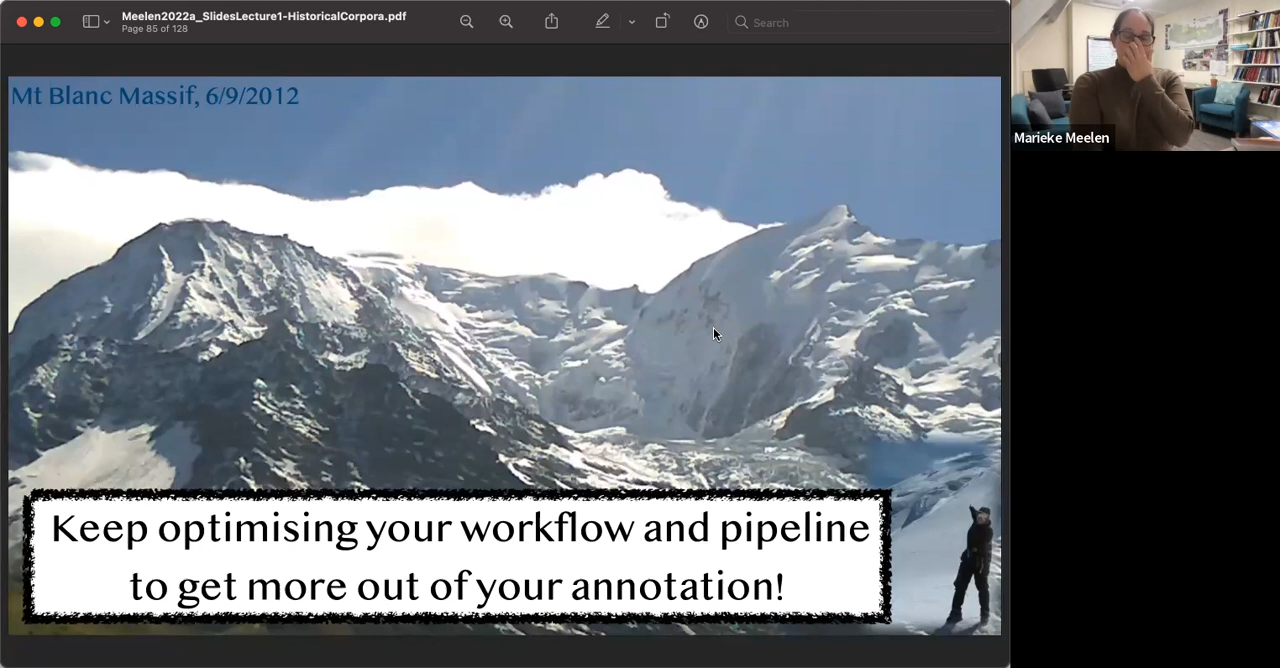 Meelen2022a_SlidesLecture1-HistoricalCorpora.pdf
Page 85 of 128
Search
Mt Blanc Massif, 6/9/2012
Keep optimising your workflow and pipeline
to get more out of your annotation!
Marieke Meelen